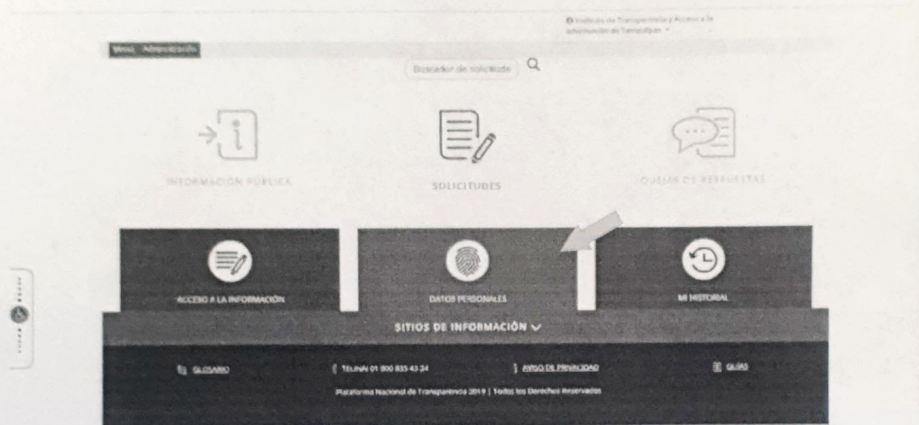 Instituto de Transparencia y Acceso a la
Información de Tamaulipas
Menú Administración
Buscador de solicitudes
INFORMACIÓN PÚBLICA
SOLICITUDES
QUEJAS DE RESPUESTAS
ACCESO A LA INFORMACIÓN
DATOS PERSONALES
MI HISTORIAL
SITIOS DE INFORMACIÓN
GLOSARIO
TELINAI 01 800 835 43 24
AVISO DE PRIVACIDAD
GUÍAS
Plataforma Nacional de Transparencia 2019 | Todos los Derechos Reservados